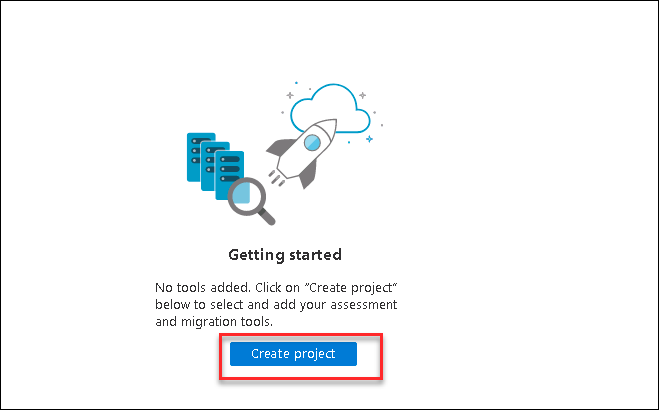 Getting started
No tools added. Click on "Create project"
below to select and add your assessment
and migration tools.
Create project